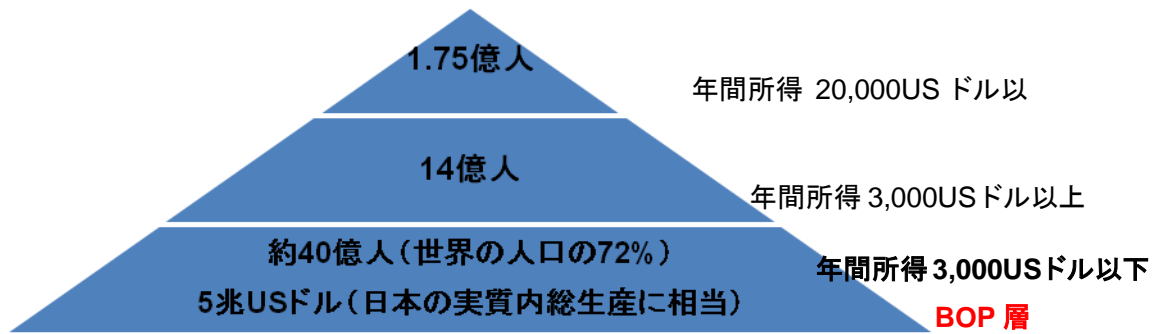 1.75億人
年間所得 20,000US ドル以
14億人
年間所得 3,000USドル以上
約40億人（世界の人口の72%）
年間所得 3,000USドル以下
5兆USドル（日本の実質内総生産に相当）
BOP 層